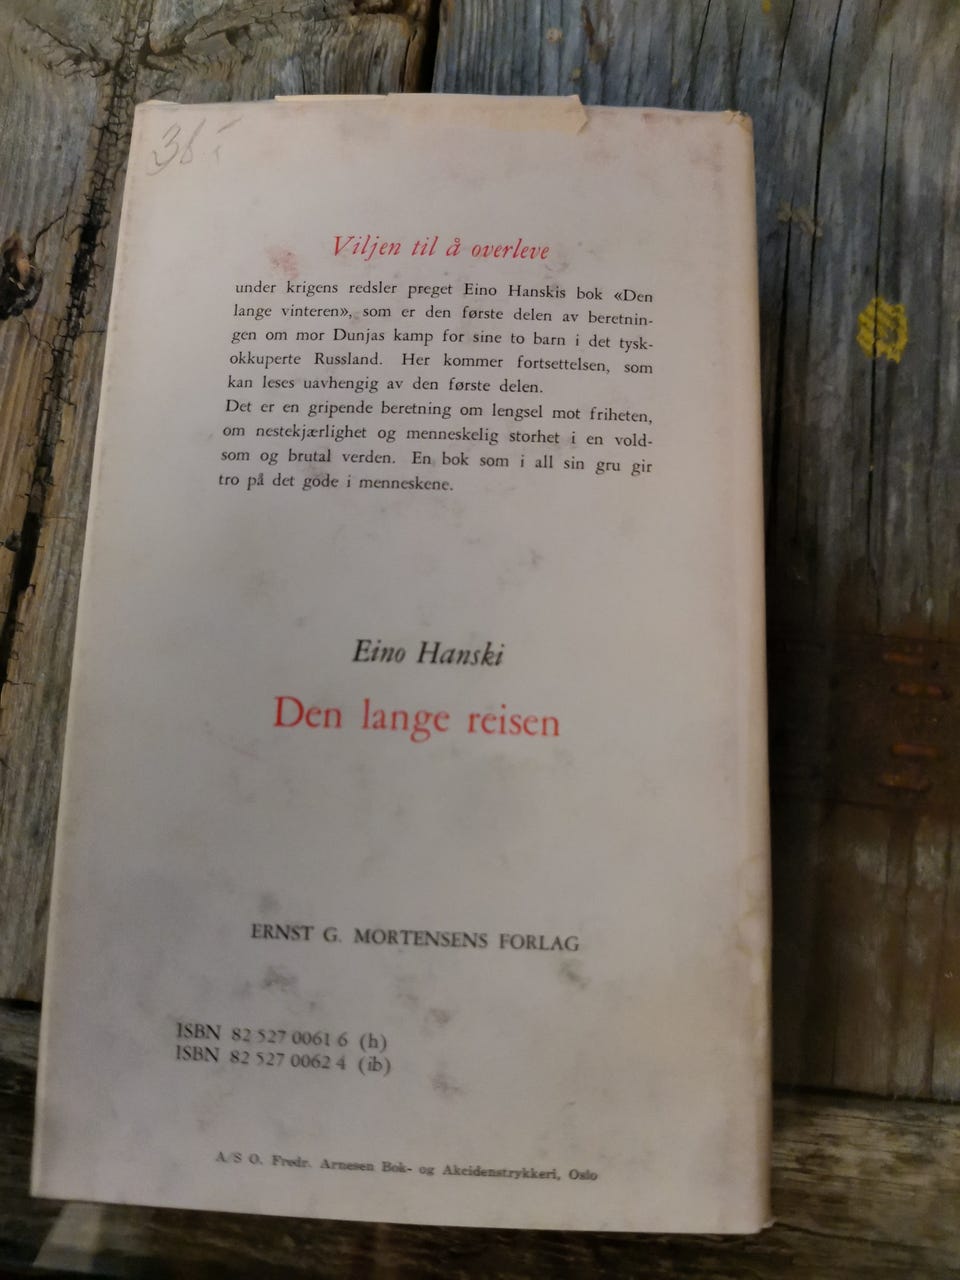 Viljen til å overleve
under krigens redsler preget Eino Hanskis bok «Den
lange vinteren», som er den første delen av beretnin-
gen om mor Dunjas kamp for sine to barn i det tysk-
okkuperte Russland. Her kommer fortsettelsen, som
kan leses uavhengig av den første delen.
Det er en gripende beretning om lengsel mot friheten,
om nestekjærlighet og menneskelig storhet i en vold-
som og brutal verden. En bok som i all sin gru gir
tro på det gode i menneskene.
Eino Hanski
Den lange reisen
ERNST G. MORTENSENS FORLAG
ISBN 82 527 0061 6 (h)
ISBN 82 527 0062 4 (ib)
A/S O. Fredr. Arnesen Bok- og Akcidenstrykkeri, Oslo